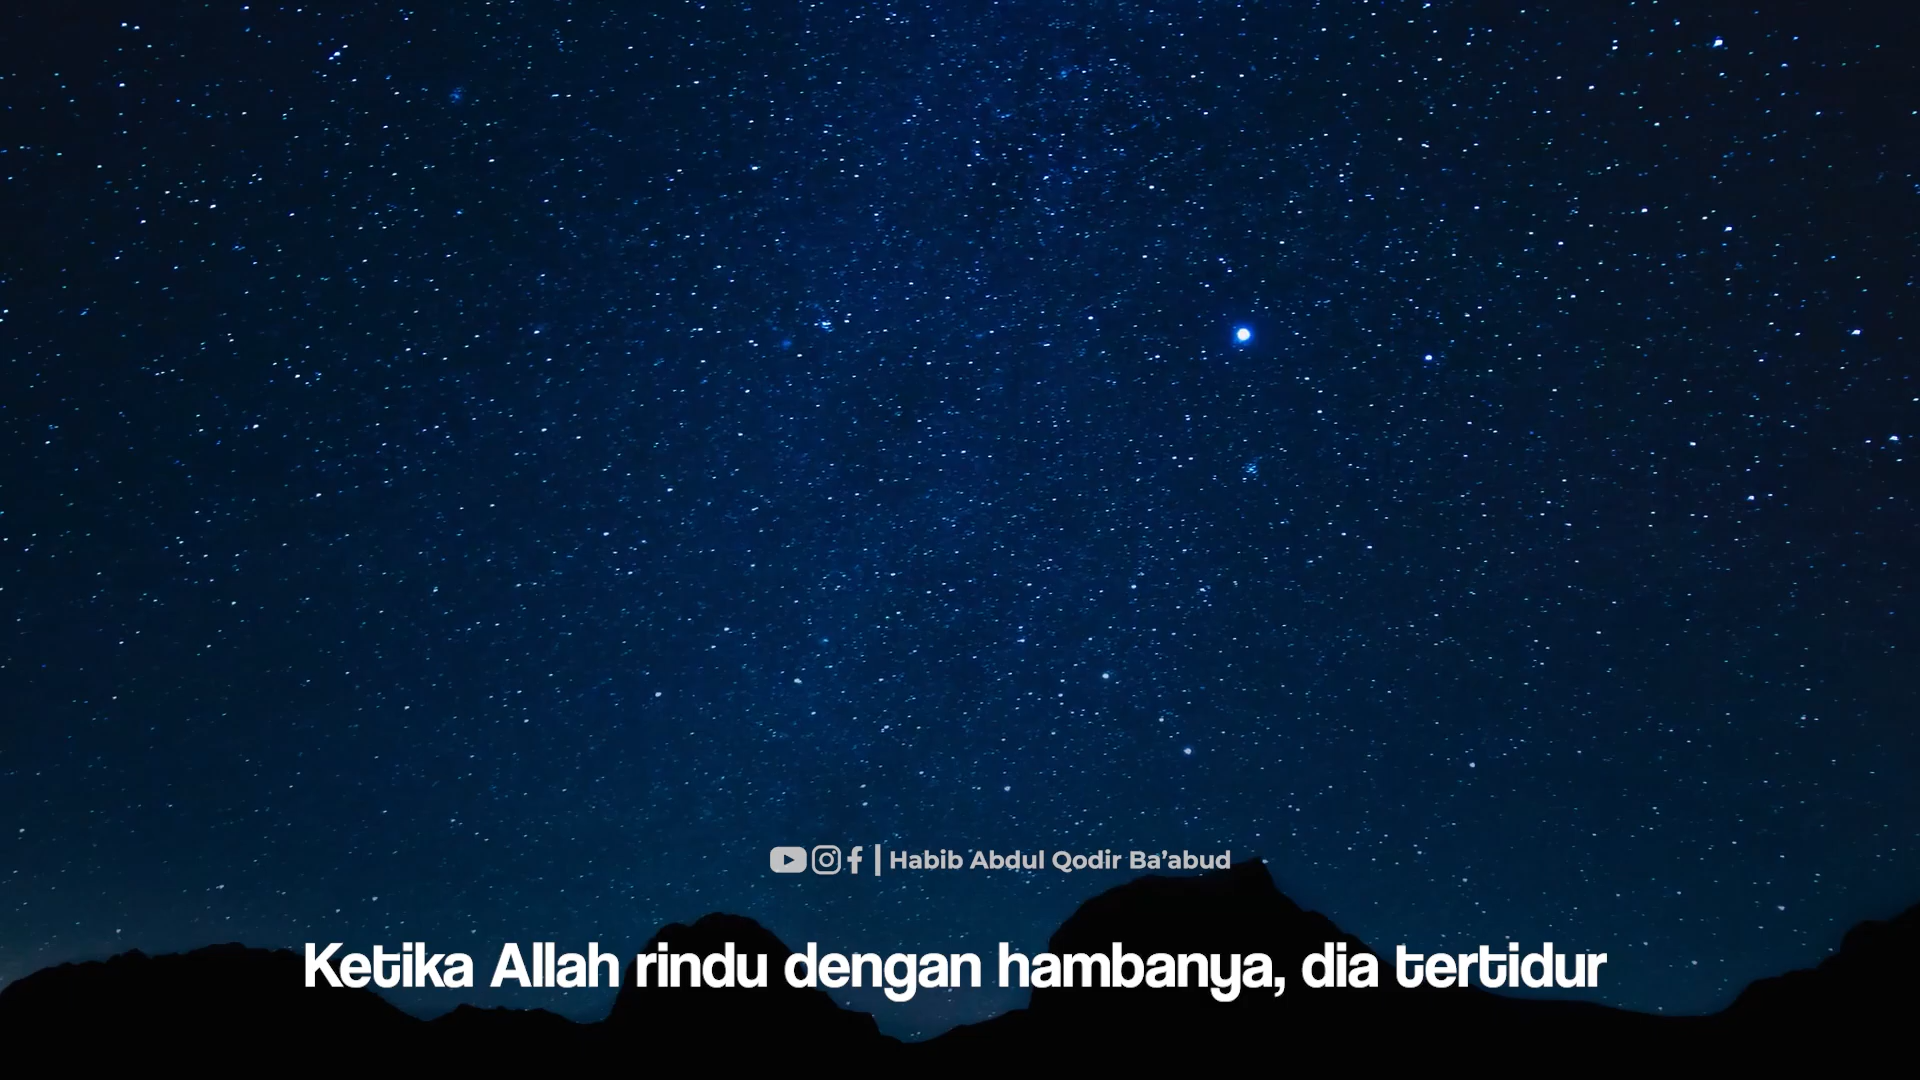 Habib Abdul Qodir Ba'abud
Ketika Allah rindu dengan hambanya, dia tertidur